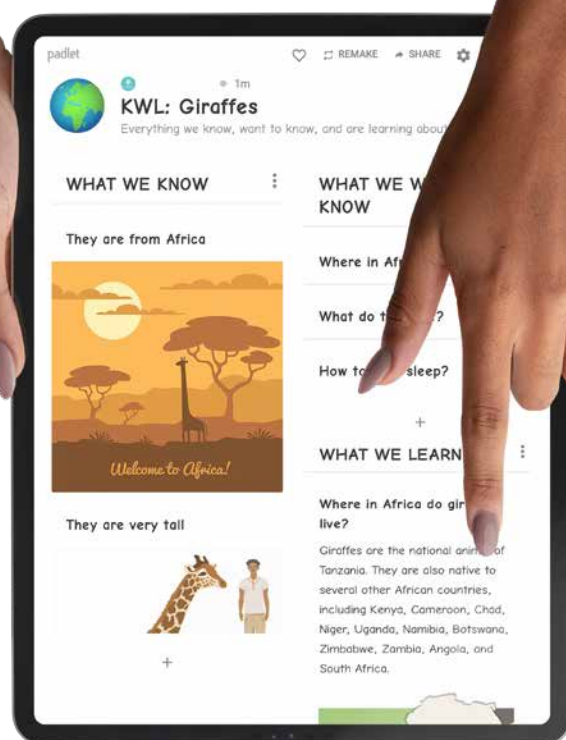 padlet
REMAKE
SHARE
1m
KWL: Giraffes
Everything we know, want to know, and are learning about
WHAT WE KNOW
They are from Africa
Welcome to Africa!
They are very tall
WHAT WE
KNOW
Where in
What do
How sleep?
WHAT WE LEARN
Where in Africa do
live?
Giraffes are the national of
Tanzania. They are also native to
several other African countries,
including Kenya, Cameroon, Chad,
Niger, Uganda, Namibia, Botswana,
Zimbabwe, Zambia, Angola, and
South Africa.